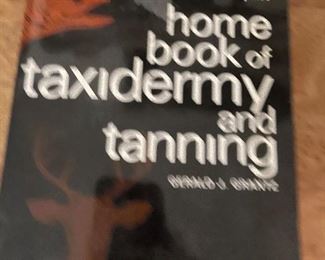 home
book of
taxidermy
and
tanning
GERALD J. GRANTZ